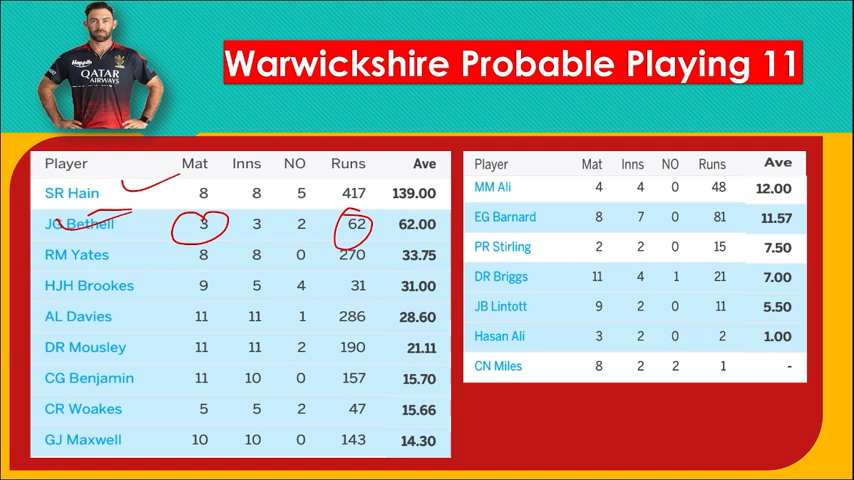 Warwickshire Probable Playing 11
Happilo
QATAR
AIRWAYS
Player Mat Inns NO Runs Ave
SR Hain 8 8 5 417 139.00
JG Bethell 3 3 2 62 62.00
RM Yates 8 8 0 270 33.75
HJH Brookes 9 5 4 31 31.00
AL Davies 11 11 1 286 28.60
DR Mousley 11 11 2 190 21.11
CG Benjamin 11 10 0 157 15.70
CR Woakes 5 5 2 47 15.66
GJ Maxwell 10 10 0 143 14.30
Player Mat Inns NO Runs Ave
MM Ali 4 4 0 48 12.00
EG Barnard 8 7 0 81 11.57
PR Stirling 2 2 0 15 7.50
DR Briggs 11 4 1 21 7.00
JB Lintott 9 2 0 11 5.50
Hasan Ali 3 2 0 2 1.00
CN Miles 8 2 2 1 -